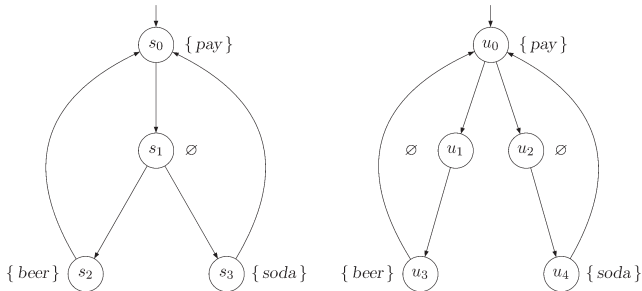 s₀ { pay } u₀ { pay }
s₁ ∅ ∅ u₁ u₂ ∅
{ beer } s₂ s₃ { soda } { beer } u₃ u₄ { soda }